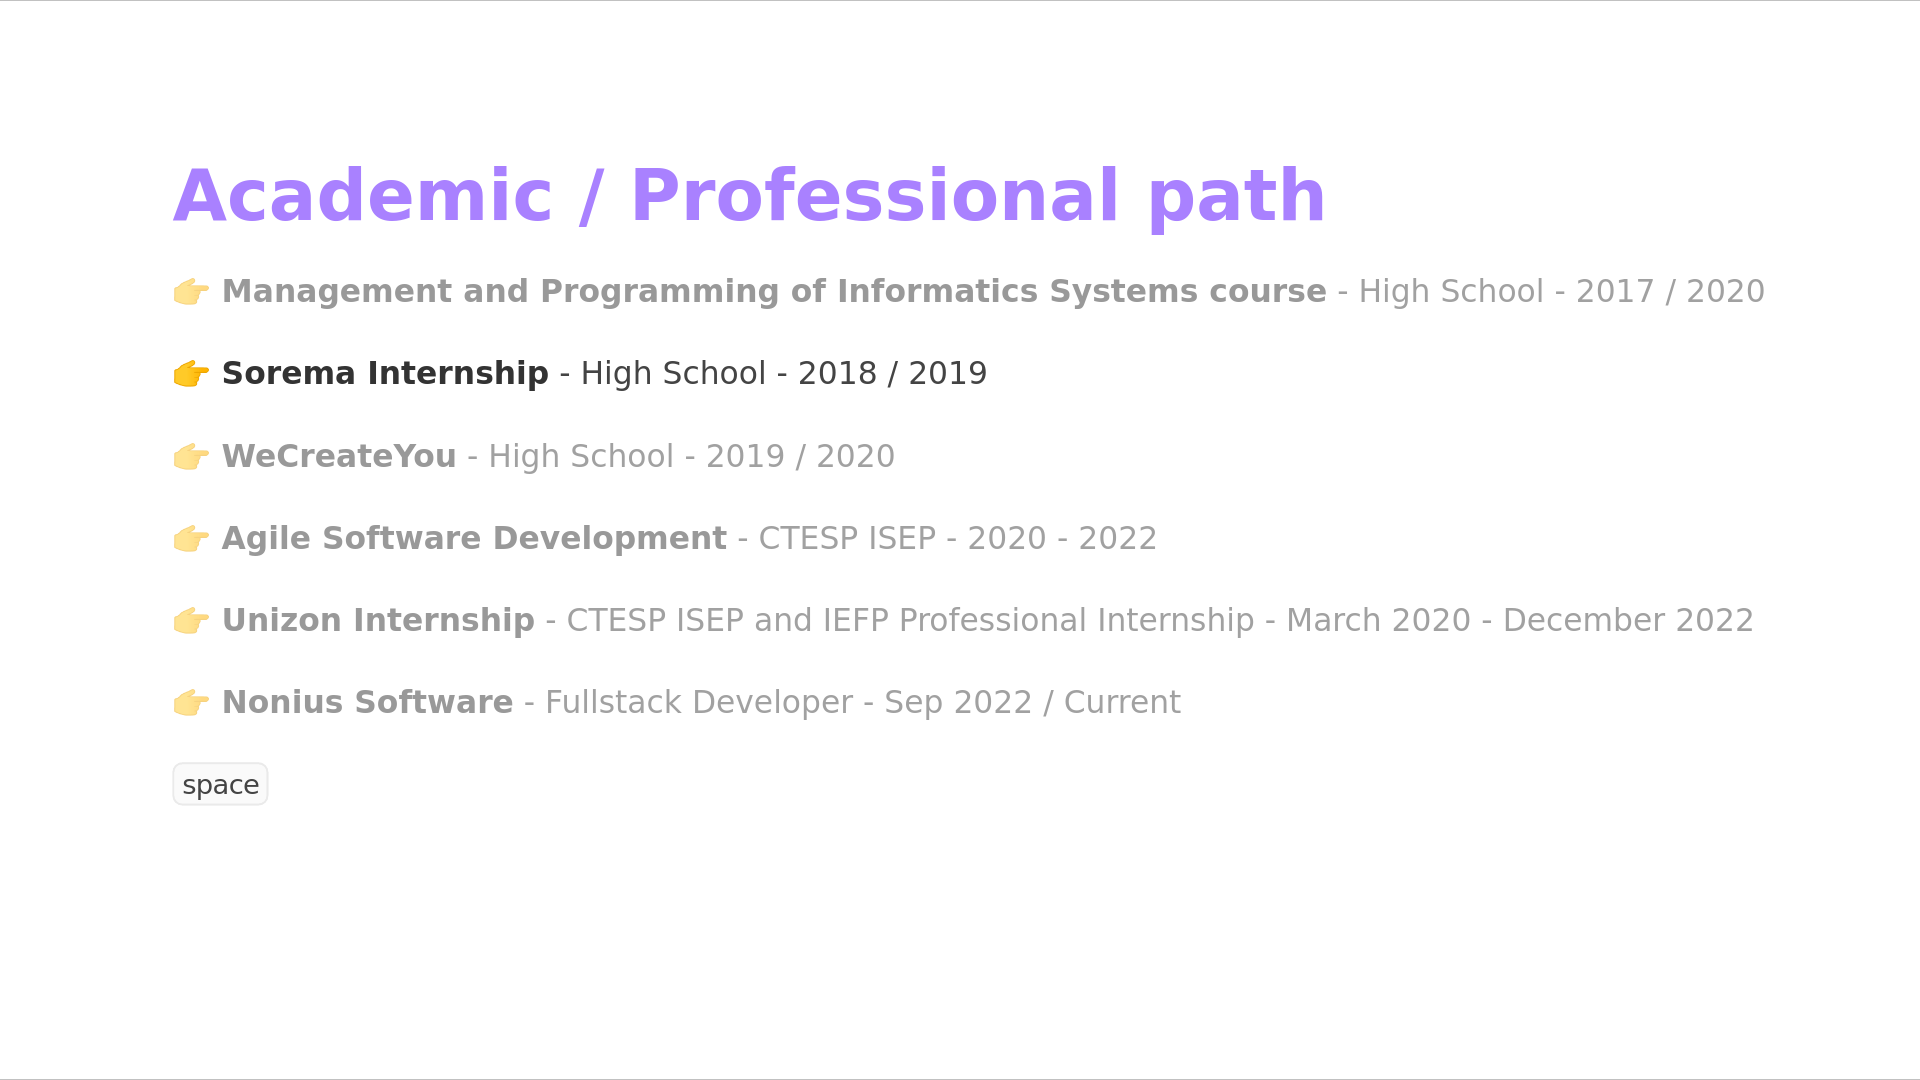 Academic / Professional path
👉 Management and Programming of Informatics Systems course - High School - 2017 / 2020
👉 Sorema Internship - High School - 2018 / 2019
👉 WeCreateYou - High School - 2019 / 2020
👉 Agile Software Development - CTESP ISEP - 2020 - 2022
👉 Unizon Internship - CTESP ISEP and IEFP Professional Internship - March 2020 - December 2022
👉 Nonius Software - Fullstack Developer - Sep 2022 / Current
space